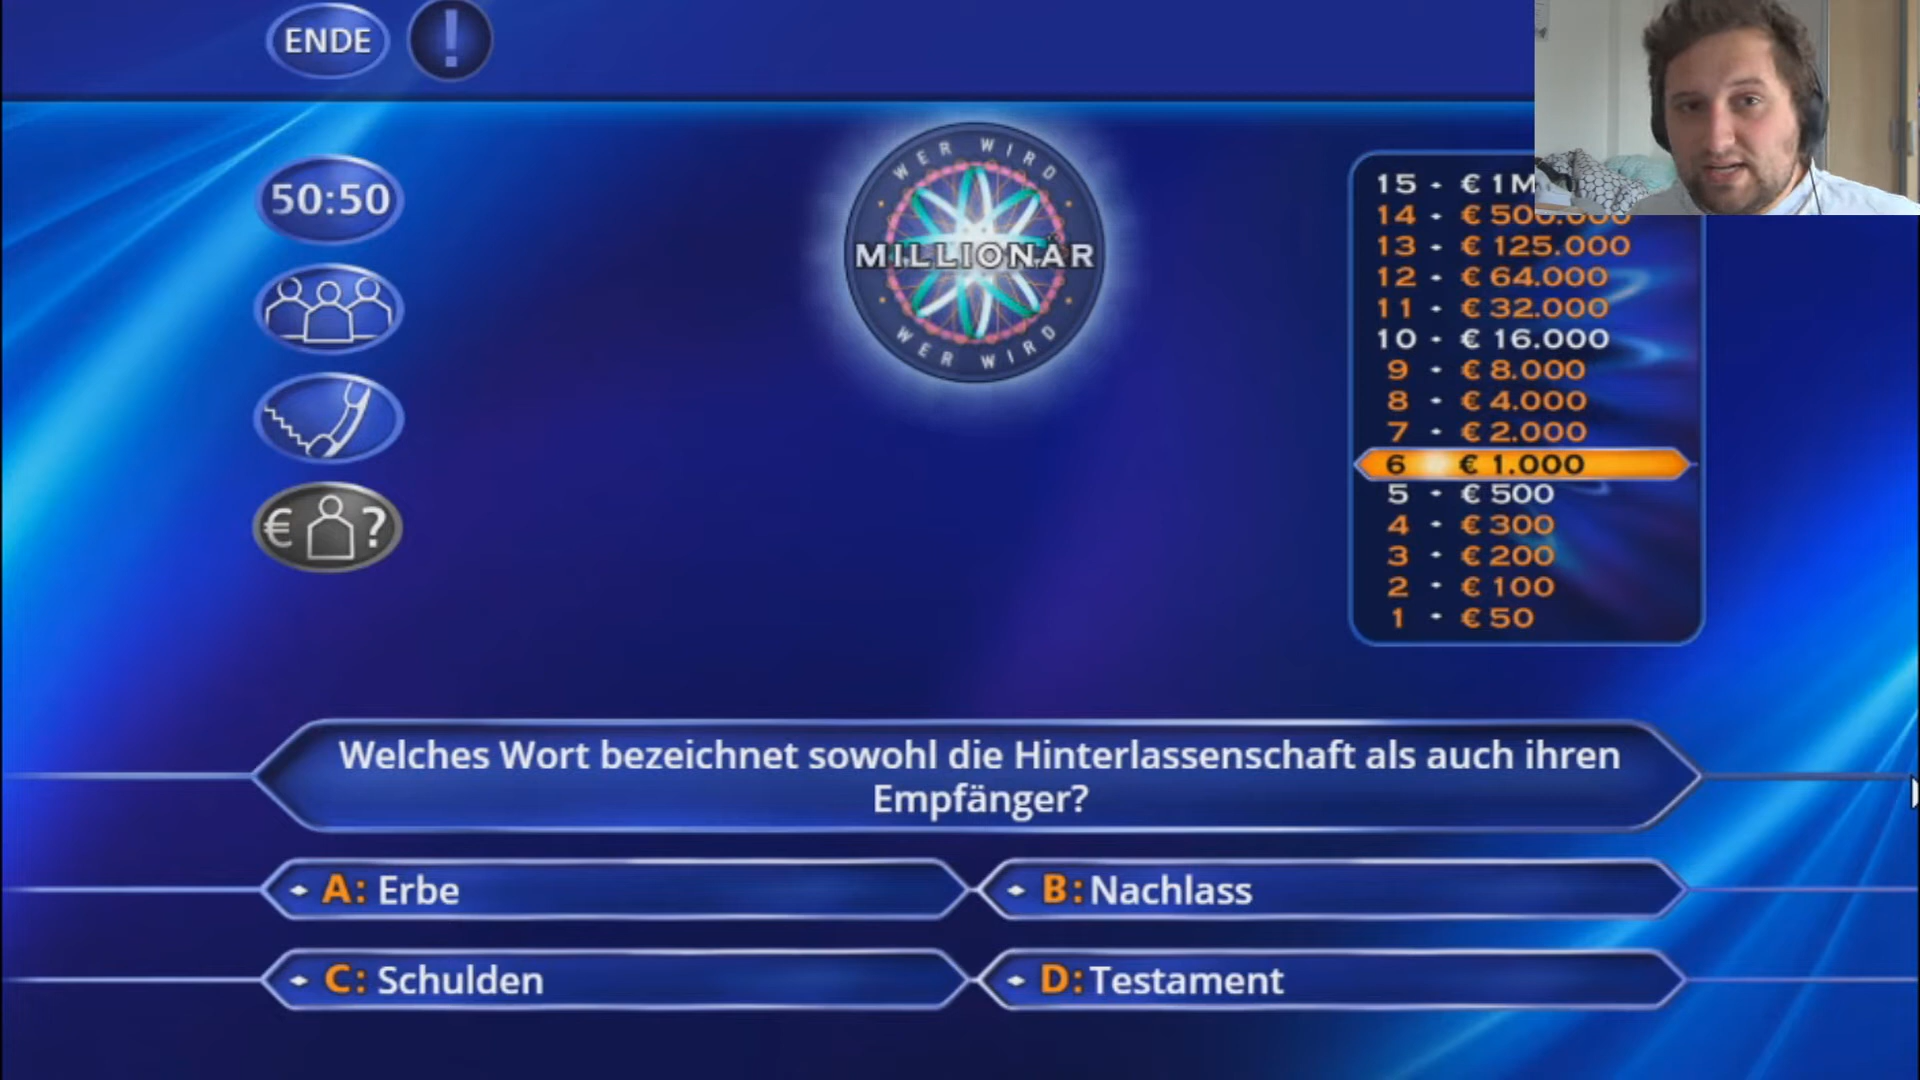 ENDE
!
50:50
€ ?
WER WIRD
MILLIONÄR
WER WIRD
15 · € 1M
14 · € 500.000
13 · € 125.000
12 · € 64.000
11 · € 32.000
10 · € 16.000
9 · € 8.000
8 · € 4.000
7 · € 2.000
6 € 1.000
5 · € 500
4 · € 300
3 · € 200
2 · € 100
1 · € 50
Welches Wort bezeichnet sowohl die Hinterlassenschaft als auch ihren
Empfänger?
A: Erbe
B: Nachlass
C: Schulden
D: Testament